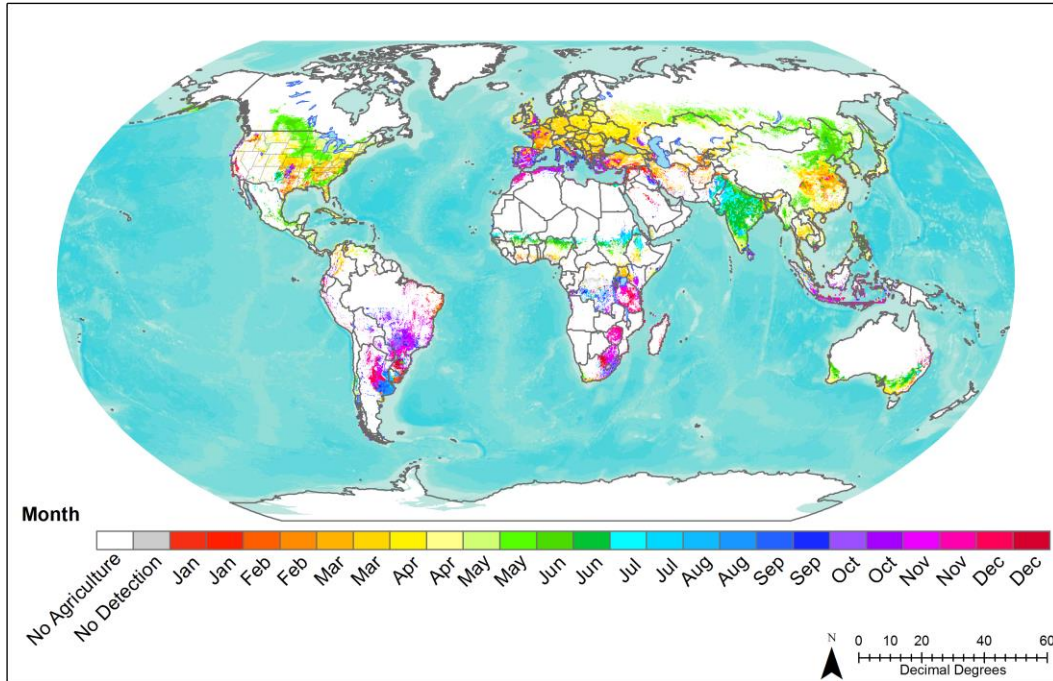 Month
No Agriculture No Detection Jan Jan Feb Feb Mar Mar Apr Apr May May Jun Jun Jul Jul Aug Aug Sep Sep Oct Oct Nov Nov Dec Dec
N
0 10 20 40 60
Decimal Degrees